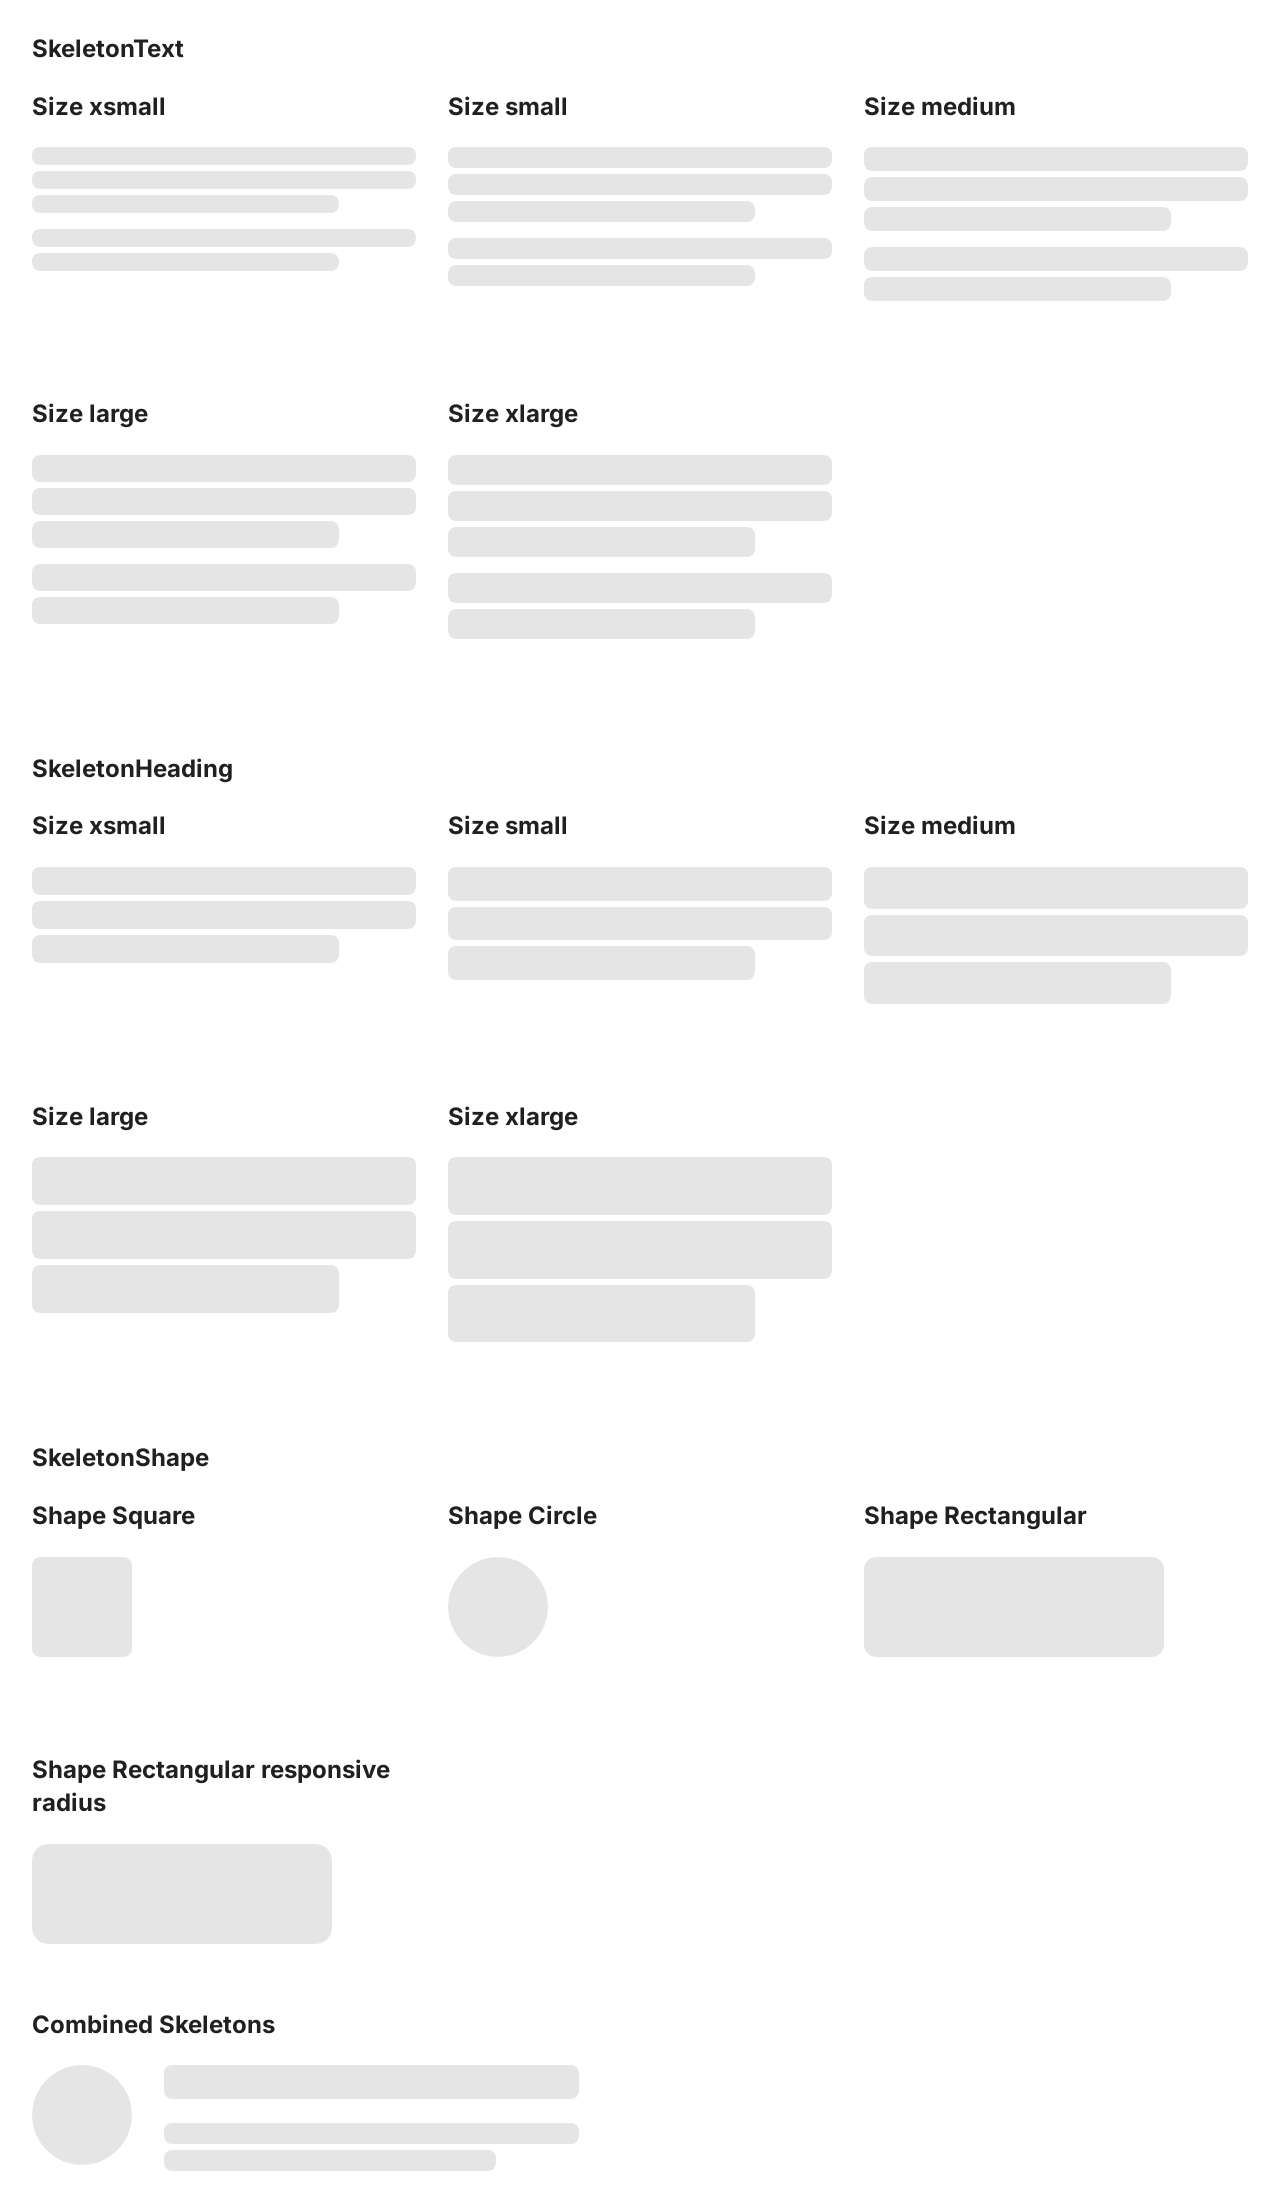 SkeletonText
Size xsmall
Size small
Size medium
Size large
Size xlarge
SkeletonHeading
Size xsmall
Size small
Size medium
Size large
Size xlarge
SkeletonShape
Shape Square
Shape Circle
Shape Rectangular
Shape Rectangular responsive
radius
Combined Skeletons